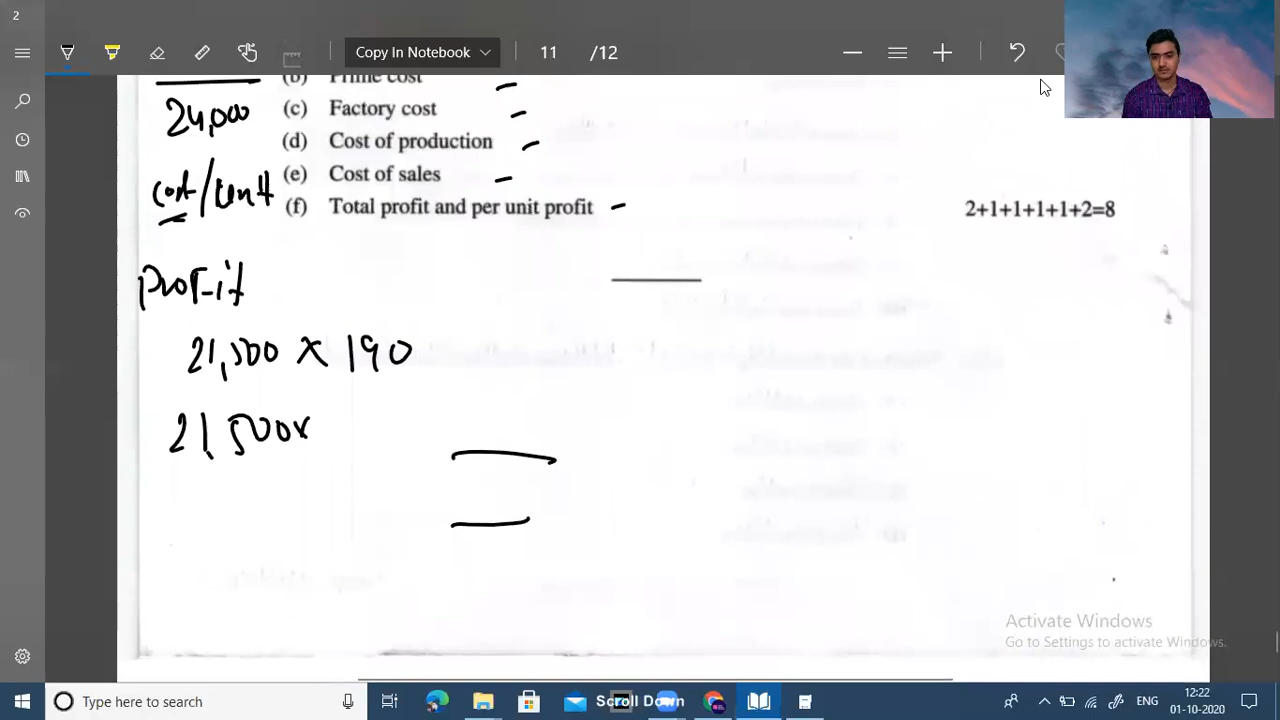 2
Copy In Notebook
11 /12
(b) Prime cost
24,000
(c) Factory cost
(d) Cost of production
(e) Cost of sales
cost/
(f) Total profit and per unit profit
2+1+1+1+1+2=8
Profit
21,500 × 190
21,500×
Activate Windows
Go to Settings to activate Windows.
Type here to search
Scroll Down
ENG
12:22
01-10-2020